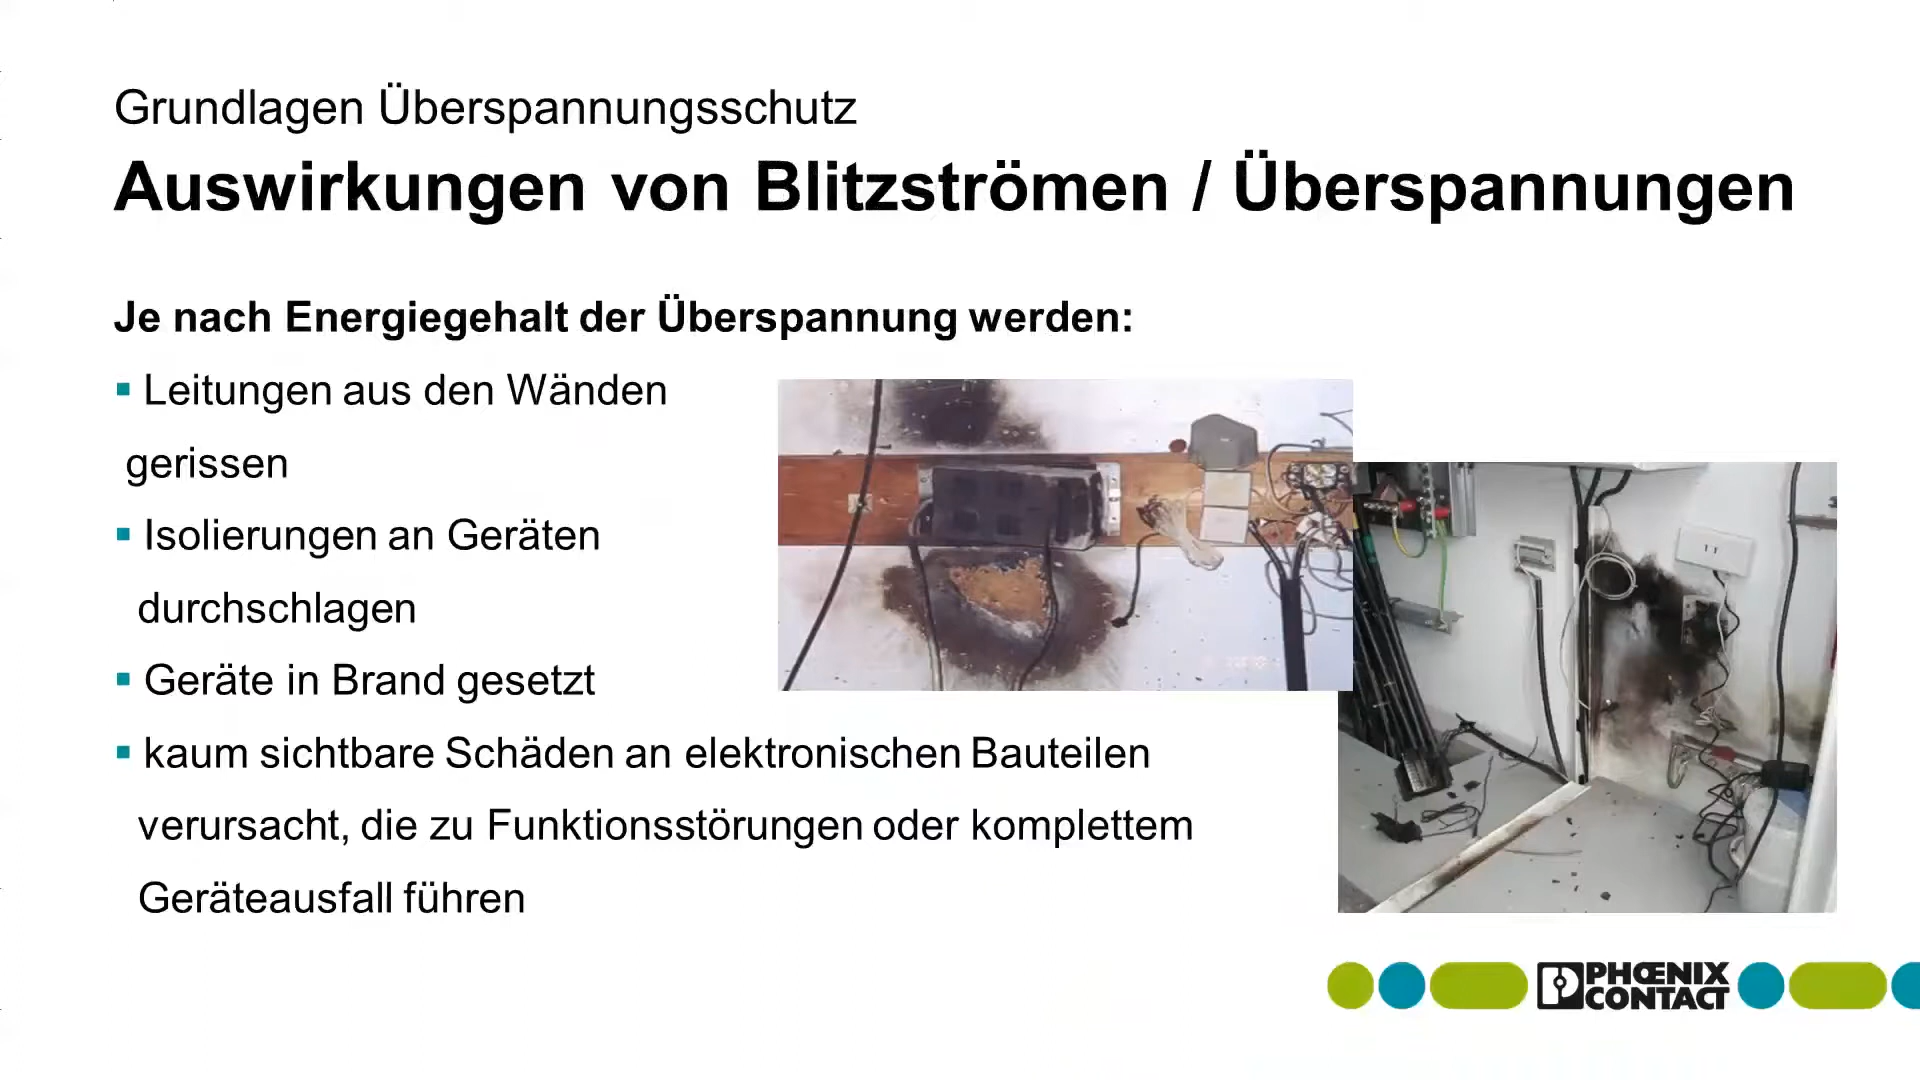 Grundlagen Überspannungsschutz
Auswirkungen von Blitzströmen / Überspannungen
Je nach Energiegehalt der Überspannung werden:
▪ Leitungen aus den Wänden
gerissen
▪ Isolierungen an Geräten
durchschlagen
▪ Geräte in Brand gesetzt
▪ kaum sichtbare Schäden an elektronischen Bauteilen
verursacht, die zu Funktionsstörungen oder komplettem
Geräteausfall führen
PHŒNIX
CONTACT